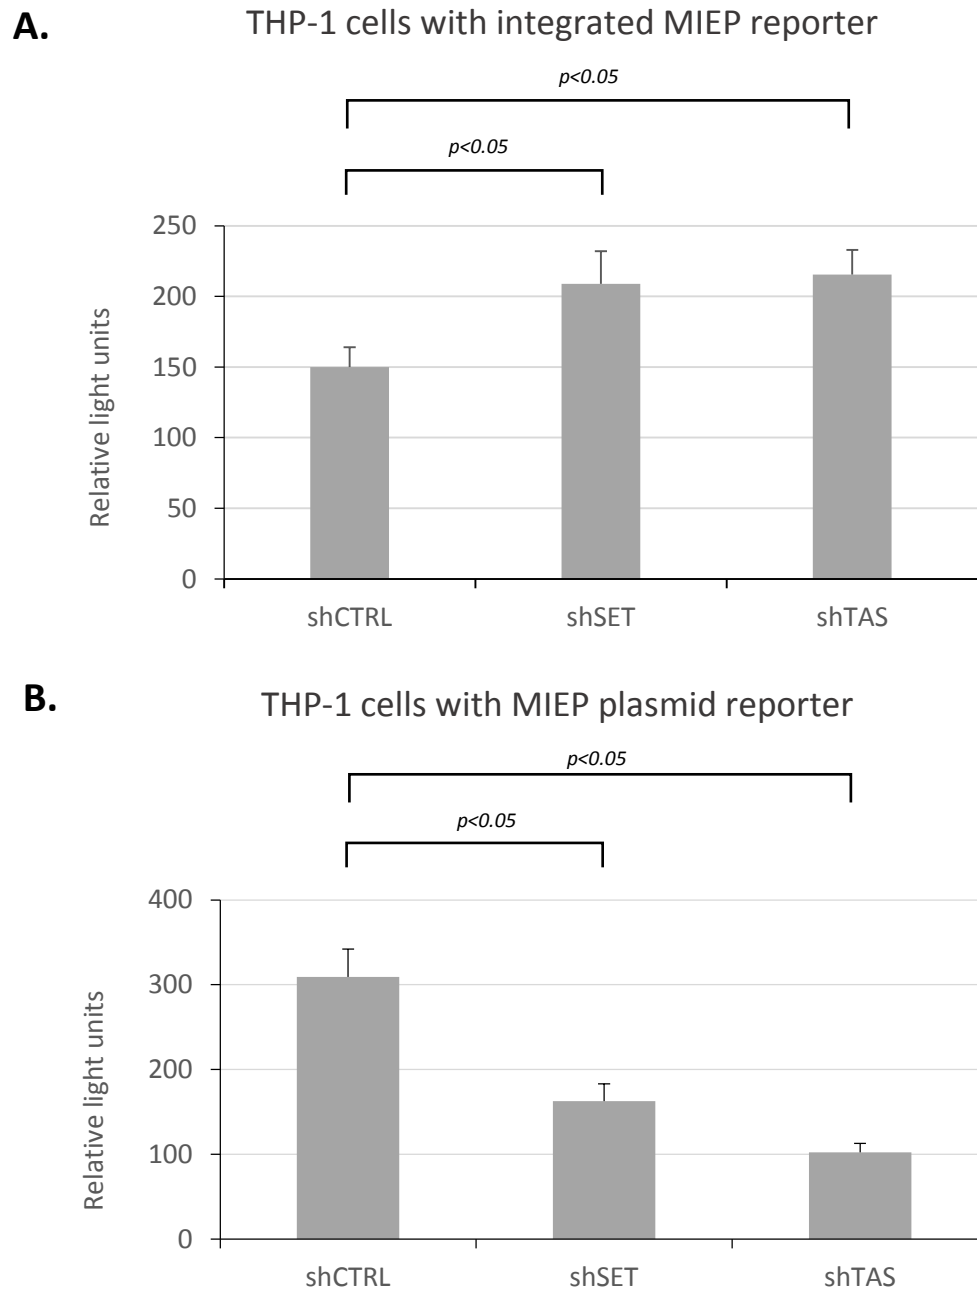 A.
THP-1 cells with integrated MIEP reporter
p<0.05
p<0.05
250
200
150
100
50
0
Relative light units
shCTRL shSET shTAS
B.
THP-1 cells with MIEP plasmid reporter
p<0.05
p<0.05
400
300
200
100
0
Relative light units
shCTRL shSET shTAS